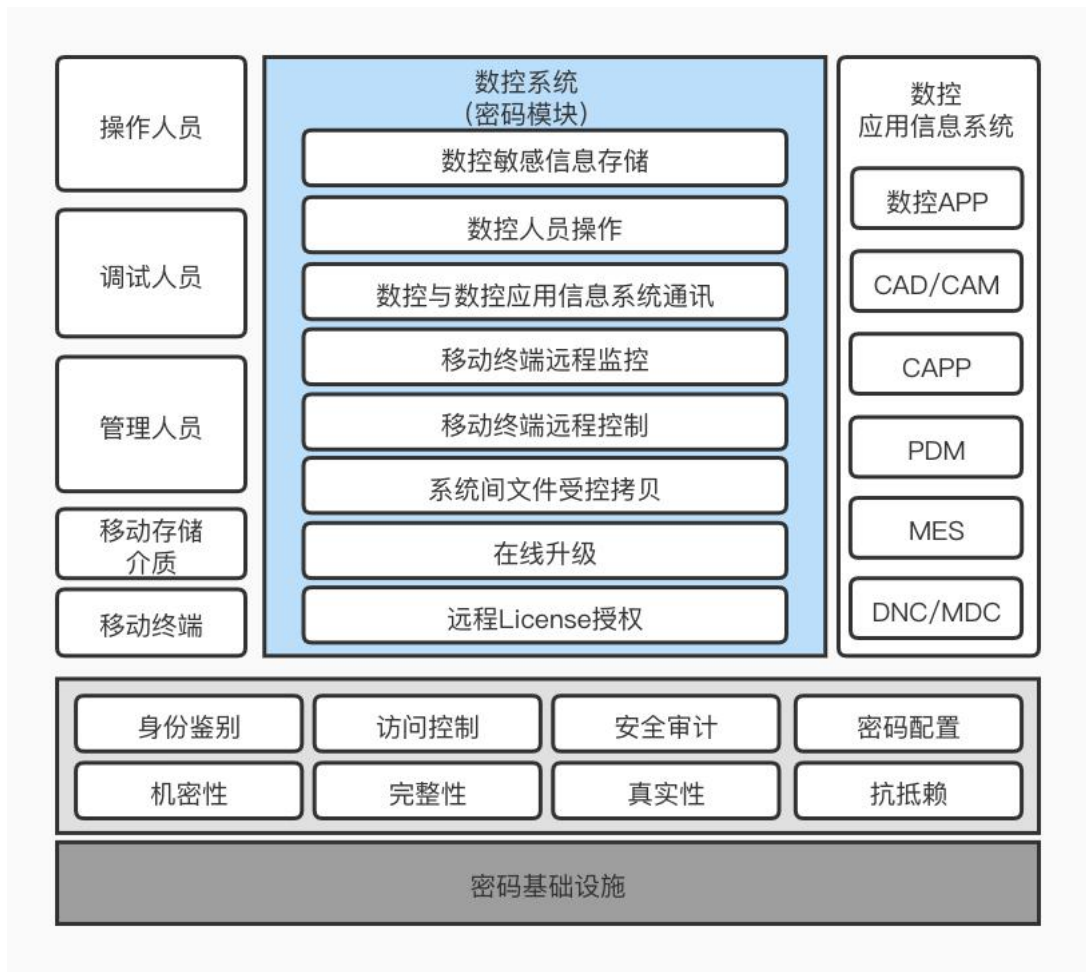 操作人员
调试人员
管理人员
移动存储
介质
移动终端
数控系统
(密码模块)
数控敏感信息存储
数控人员操作
数控与数控应用信息系统通讯
移动终端远程监控
移动终端远程控制
系统间文件受控拷贝
在线升级
远程License授权
数控
应用信息系统
数控APP
CAD/CAM
CAPP
PDM
MES
DNC/MDC
身份鉴别
访问控制
安全审计
密码配置
机密性
完整性
真实性
抗抵赖
密码基础设施